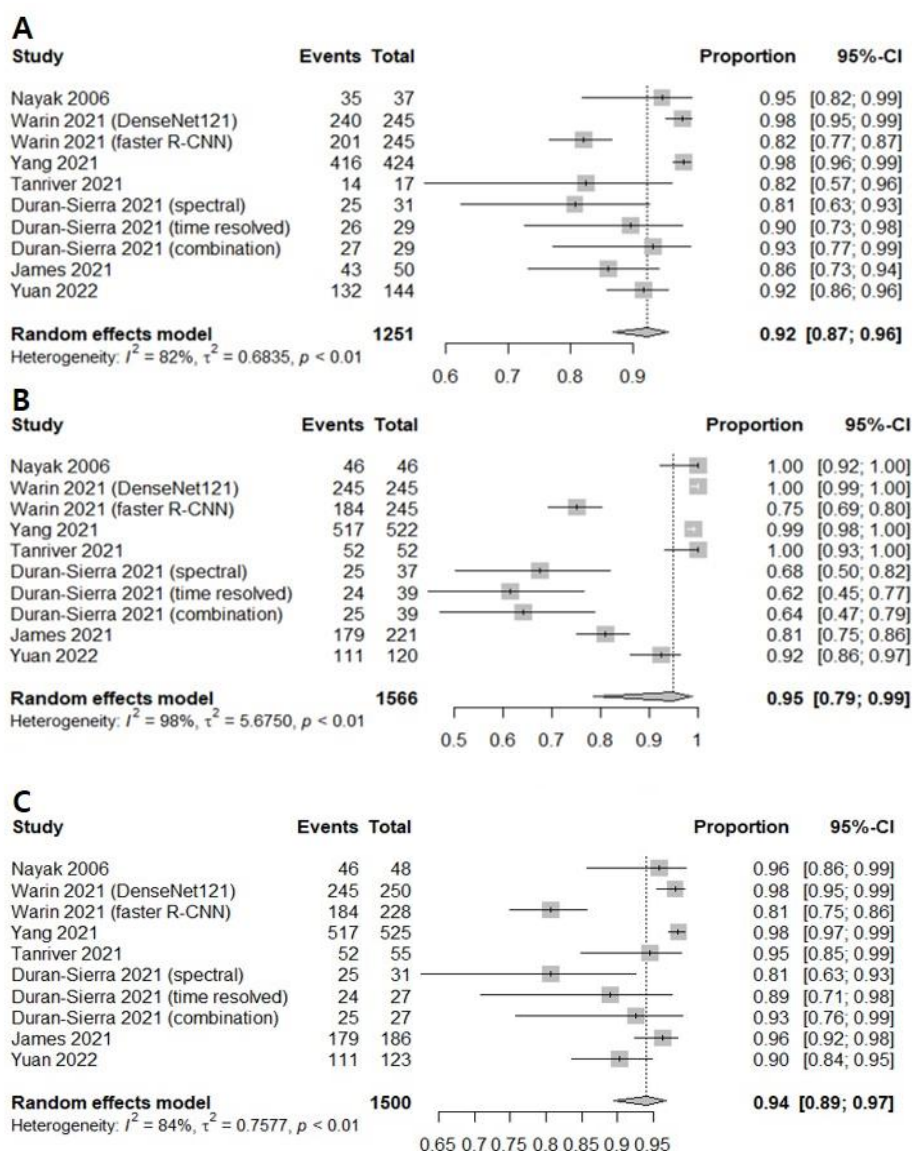 A
Study Events Total Proportion 95%-CI
Nayak 2006 35 37 0.95 [0.82; 0.99]
Warin 2021 (DenseNet121) 240 245 0.98 [0.95; 0.99]
Warin 2021 (faster R-CNN) 201 245 0.82 [0.77; 0.87]
Yang 2021 416 424 0.98 [0.96; 0.99]
Tanriver 2021 14 17 0.82 [0.57; 0.96]
Duran-Sierra 2021 (spectral) 25 31 0.81 [0.63; 0.93]
Duran-Sierra 2021 (time resolved) 26 29 0.90 [0.73; 0.98]
Duran-Sierra 2021 (combination) 27 29 0.93 [0.77; 0.99]
James 2021 43 50 0.86 [0.73; 0.94]
Yuan 2022 132 144 0.92 [0.86; 0.96]
Random effects model 1251 0.92 [0.87; 0.96]
Heterogeneity: I² = 82%, τ² = 0.6835, p < 0.01
0.6 0.7 0.8 0.9
B
Study Events Total Proportion 95%-CI
Nayak 2006 46 46 1.00 [0.92; 1.00]
Warin 2021 (DenseNet121) 245 245 1.00 [0.99; 1.00]
Warin 2021 (faster R-CNN) 184 245 0.75 [0.69; 0.80]
Yang 2021 517 522 0.99 [0.98; 1.00]
Tanriver 2021 52 52 1.00 [0.93; 1.00]
Duran-Sierra 2021 (spectral) 25 37 0.68 [0.50; 0.82]
Duran-Sierra 2021 (time resolved) 24 39 0.62 [0.45; 0.77]
Duran-Sierra 2021 (combination) 25 39 0.64 [0.47; 0.79]
James 2021 179 221 0.81 [0.75; 0.86]
Yuan 2022 111 120 0.92 [0.86; 0.97]
Random effects model 1566 0.95 [0.79; 0.99]
Heterogeneity: I² = 98%, τ² = 5.6750, p < 0.01
0.5 0.6 0.7 0.8 0.9 1
C
Study Events Total Proportion 95%-CI
Nayak 2006 46 48 0.96 [0.86; 0.99]
Warin 2021 (DenseNet121) 245 250 0.98 [0.95; 0.99]
Warin 2021 (faster R-CNN) 184 228 0.81 [0.75; 0.86]
Yang 2021 517 525 0.98 [0.97; 0.99]
Tanriver 2021 52 55 0.95 [0.85; 0.99]
Duran-Sierra 2021 (spectral) 25 31 0.81 [0.63; 0.93]
Duran-Sierra 2021 (time resolved) 24 27 0.89 [0.71; 0.98]
Duran-Sierra 2021 (combination) 25 27 0.93 [0.76; 0.99]
James 2021 179 186 0.96 [0.92; 0.98]
Yuan 2022 111 123 0.90 [0.84; 0.95]
Random effects model 1500 0.94 [0.89; 0.97]
Heterogeneity: I² = 84%, τ² = 0.7577, p < 0.01
0.65 0.7 0.75 0.8 0.85 0.9 0.95